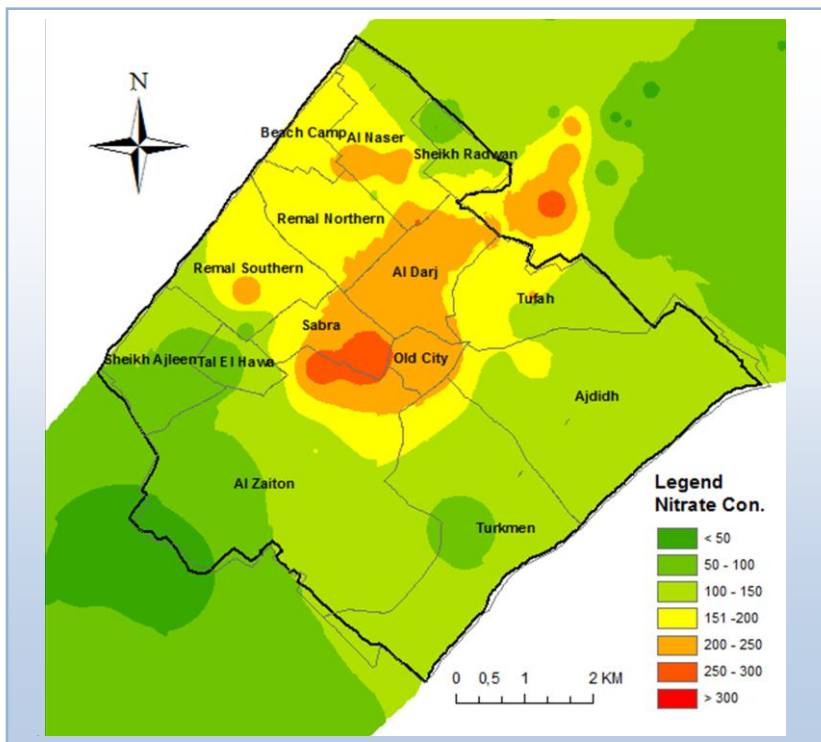 N
Beach Camp
Al Naser
Sheikh Radwan
Remal Northern
Remal Southern
Al Darj
Tufah
Sabra
Old City
Sheikh Ajleen
Tal El Hawa
Ajdidh
Al Zaiton
Turkmen
Legend
Nitrate Con.
< 50
50 - 100
100 - 150
151 -200
200 - 250
250 - 300
> 300
0 0,5 1 2 KM